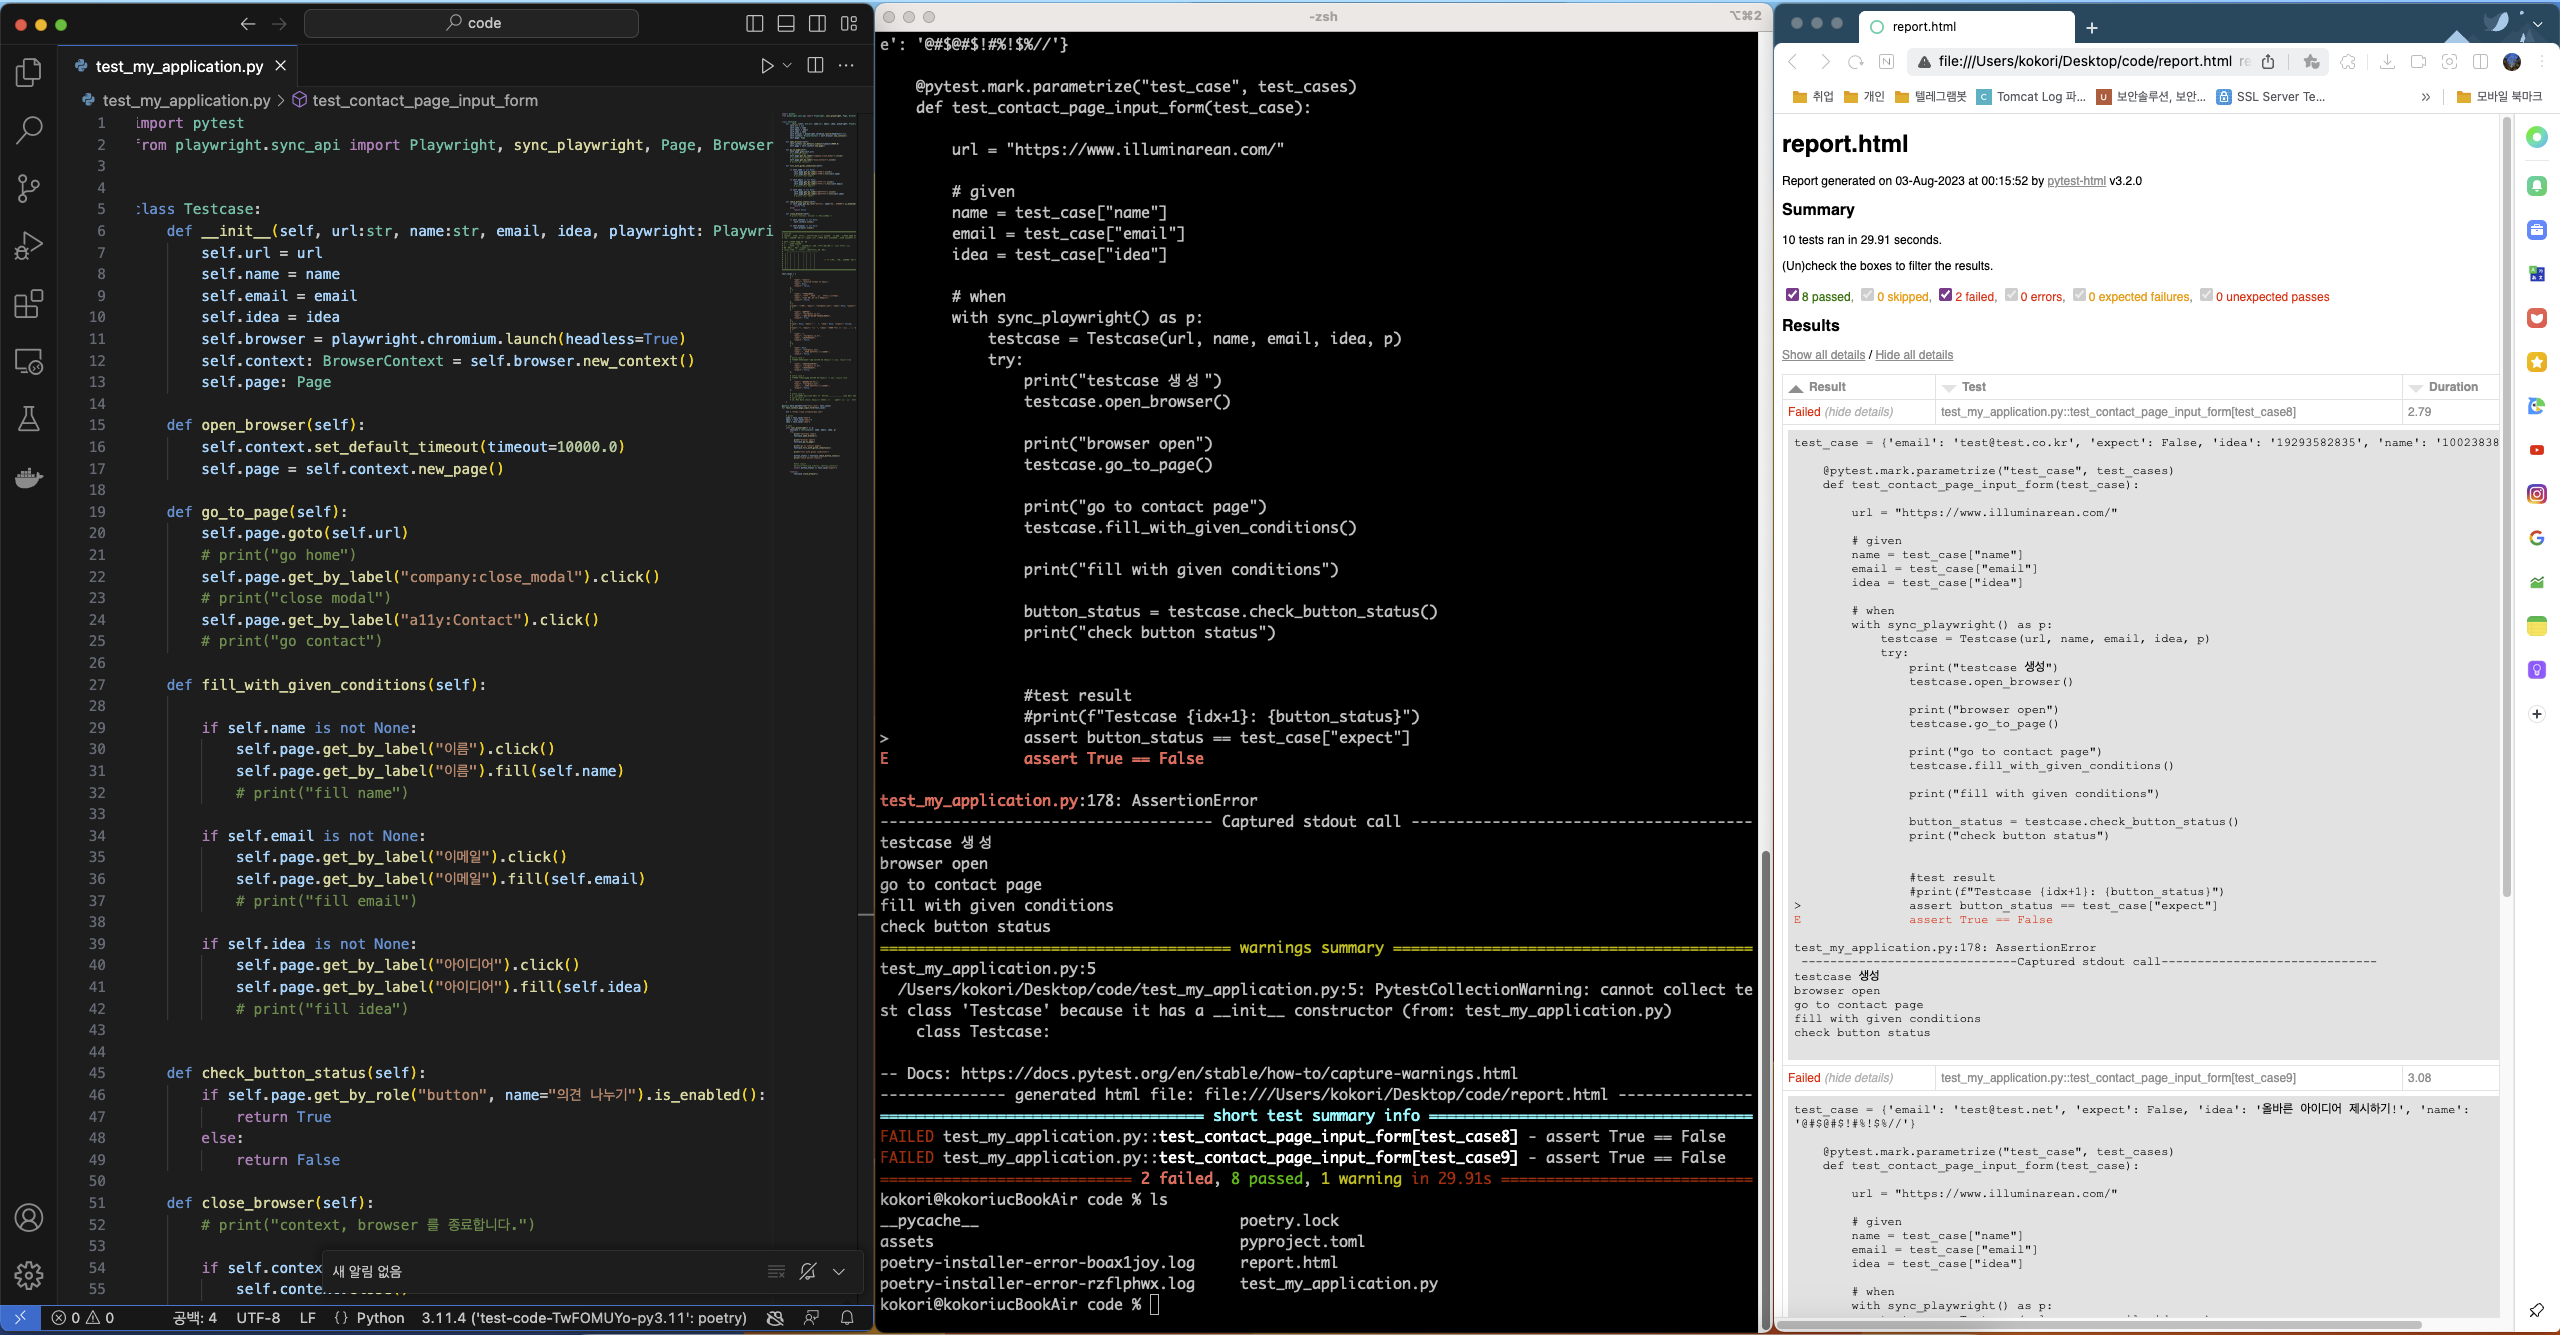 code
test_my_application.py
test_my_application.py > test_contact_page_input_form
1 import pytest
2 from playwright.sync_api import Playwright, sync_playwright, Page, Browser
3
4
5 class Testcase:
6 def __init__(self, url:str, name:str, email, idea, playwright: Playwri
7 self.url = url
8 self.name = name
9 self.email = email
10 self.idea = idea
11 self.browser = playwright.chromium.launch(headless=True)
12 self.context: BrowserContext = self.browser.new_context()
13 self.page: Page
14
15 def open_browser(self):
16 self.context.set_default_timeout(timeout=10000.0)
17 self.page = self.context.new_page()
18
19 def go_to_page(self):
20 self.page.goto(self.url)
21 # print("go home")
22 self.page.get_by_label("company:close_modal").click()
23 # print("close modal")
24 self.page.get_by_label("a11y:Contact").click()
25 # print("go contact")
26
27 def fill_with_given_conditions(self):
28
29 if self.name is not None:
30 self.page.get_by_label("이름").click()
31 self.page.get_by_label("이름").fill(self.name)
32 # print("fill name")
33
34 if self.email is not None:
35 self.page.get_by_label("이메일").click()
36 self.page.get_by_label("이메일").fill(self.email)
37 # print("fill email")
38
39 if self.idea is not None:
40 self.page.get_by_label("아이디어").click()
41 self.page.get_by_label("아이디어").fill(self.idea)
42 # print("fill idea")
43
44
45 def check_button_status(self):
46 if self.page.get_by_role("button", name="의견 나누기").is_enabled():
47 return True
48 else:
49 return False
50
51 def close_browser(self):
52 # print("context, browser 를 종료합니다.")
53
54 if self.contex
55 self.conte
새 알림 없음
0 0 공백: 4 UTF-8 LF {} Python 3.11.4 ('test-code-TwFOMUYo-py3.11': poetry)
-zsh
⌥⌘2
e': '@#$@#$!#%!$%//'}
@pytest.mark.parametrize("test_case", test_cases)
def test_contact_page_input_form(test_case):
url = "https://www.illuminarean.com/"
# given
name = test_case["name"]
email = test_case["email"]
idea = test_case["idea"]
# when
with sync_playwright() as p:
testcase = Testcase(url, name, email, idea, p)
try:
print("testcase 생성")
testcase.open_browser()
print("browser open")
testcase.go_to_page()
print("go to contact page")
testcase.fill_with_given_conditions()
print("fill with given conditions")
button_status = testcase.check_button_status()
print("check button status")
#test result
#print(f"Testcase {idx+1}: {button_status}")
> assert button_status == test_case["expect"]
E assert True == False
test_my_application.py:178: AssertionError
------------------------------------- Captured stdout call --------------------------------------
testcase 생성
browser open
go to contact page
fill with given conditions
check button status
======================================= warnings summary ========================================
test_my_application.py:5
/Users/kokori/Desktop/code/test_my_application.py:5: PytestCollectionWarning: cannot collect te
st class 'Testcase' because it has a __init__ constructor (from: test_my_application.py)
class Testcase:
-- Docs: https://docs.pytest.org/en/stable/how-to/capture-warnings.html
-------------- generated html file: file:///Users/kokori/Desktop/code/report.html ---------------
==================================== short test summary info ====================================
FAILED test_my_application.py::test_contact_page_input_form[test_case8] - assert True == False
FAILED test_my_application.py::test_contact_page_input_form[test_case9] - assert True == False
============================ 2 failed, 8 passed, 1 warning in 29.91s ============================
kokori@kokoriucBookAir code % ls
__pycache__ poetry.lock
assets pyproject.toml
poetry-installer-error-boax1joy.log report.html
poetry-installer-error-rzflphwx.log test_my_application.py
kokori@kokoriucBookAir code %
report.html
file:///Users/kokori/Desktop/code/report.html
취업 개인 텔레그램봇 Tomcat Log 파... 보안솔루션, 보안... SSL Server Te... » 모바일 북마크
report.html
Report generated on 03-Aug-2023 at 00:15:52 by pytest-html v3.2.0
Summary
10 tests ran in 29.91 seconds.
(Un)check the boxes to filter the results.
8 passed, 0 skipped, 2 failed, 0 errors, 0 expected failures, 0 unexpected passes
Results
Show all details / Hide all details
Result Test Duration
Failed (hide details) test_my_application.py::test_contact_page_input_form[test_case8] 2.79
test_case = {'email': 'test@test.co.kr', 'expect': False, 'idea': '19293582835', 'name': '10023838
@pytest.mark.parametrize("test_case", test_cases)
def test_contact_page_input_form(test_case):
url = "https://www.illuminarean.com/"
# given
name = test_case["name"]
email = test_case["email"]
idea = test_case["idea"]
# when
with sync_playwright() as p:
testcase = Testcase(url, name, email, idea, p)
try:
print("testcase 생성")
testcase.open_browser()
print("browser open")
testcase.go_to_page()
print("go to contact page")
testcase.fill_with_given_conditions()
print("fill with given conditions")
button_status = testcase.check_button_status()
print("check button status")
#test result
#print(f"Testcase {idx+1}: {button_status}")
> assert button_status == test_case["expect"]
E assert True == False
test_my_application.py:178: AssertionError
------------------------------Captured stdout call------------------------------
testcase 생성
browser open
go to contact page
fill with given conditions
check button status
Failed (hide details) test_my_application.py::test_contact_page_input_form[test_case9] 3.08
test_case = {'email': 'test@test.net', 'expect': False, 'idea': '올바른 아이디어 제시하기!', 'name':
'@#$@#$!#%!$%//'}
@pytest.mark.parametrize("test_case", test_cases)
def test_contact_page_input_form(test_case):
url = "https://www.illuminarean.com/"
# given
name = test_case["name"]
email = test_case["email"]
idea = test_case["idea"]
# when
with sync_playwright() as p: